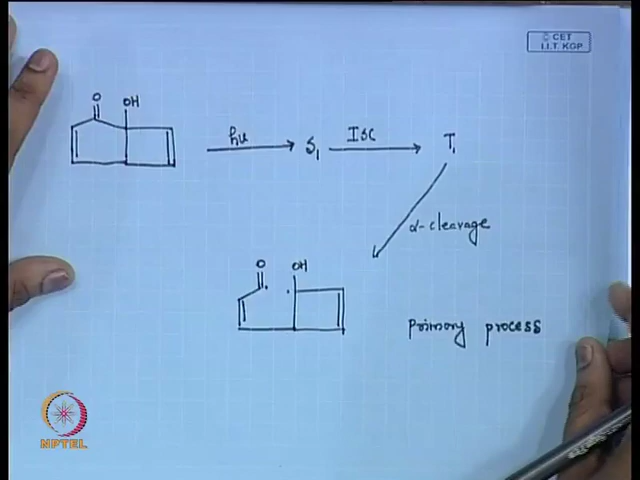 © CET
I.I.T. KGP
O
OH
hν
S₁
ISC
T₁
α-cleavage
O
OH
Primary process
NPTEL